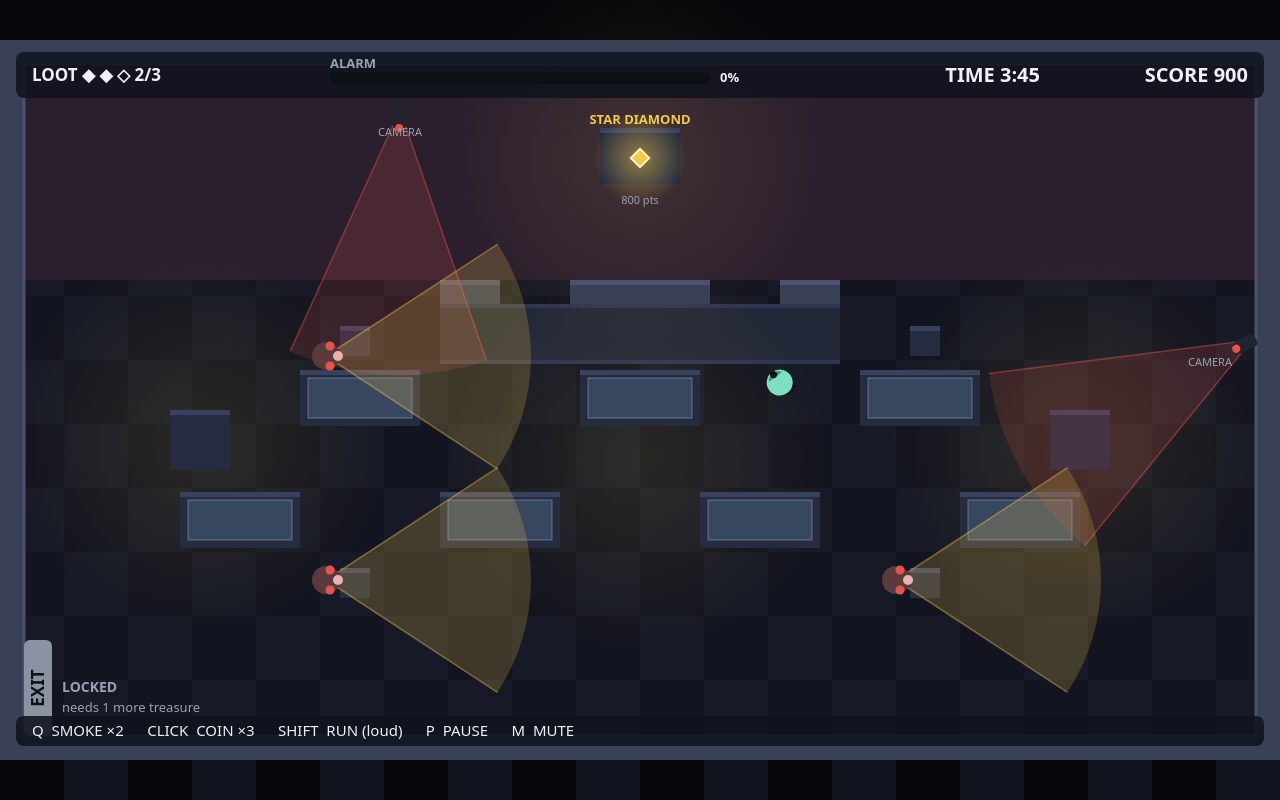 LOOT ◆ ◆ ◇ 2/3
ALARM
0%
TIME 3:45
SCORE 900
CAMERA
STAR DIAMOND
800 pts
CAMERA
EXIT
LOCKED
needs 1 more treasure
Q SMOKE ×2 CLICK COIN ×3 SHIFT RUN (loud) P PAUSE M MUTE